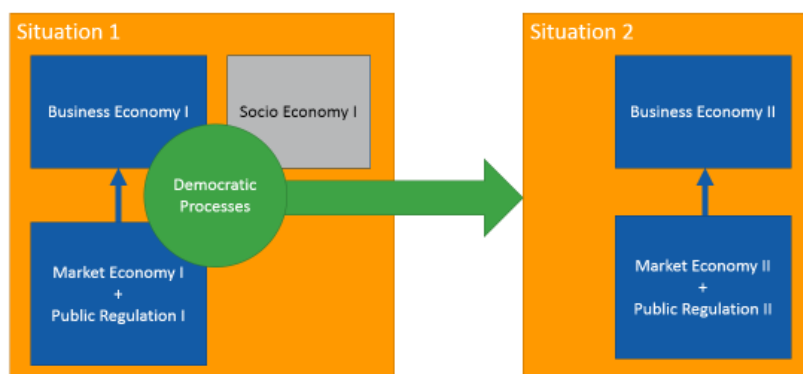 Situation 1
Business Economy I
Socio Economy I
Democratic
Processes
Market Economy I
+
Public Regulation I
Situation 2
Business Economy II
Market Economy II
+
Public Regulation II